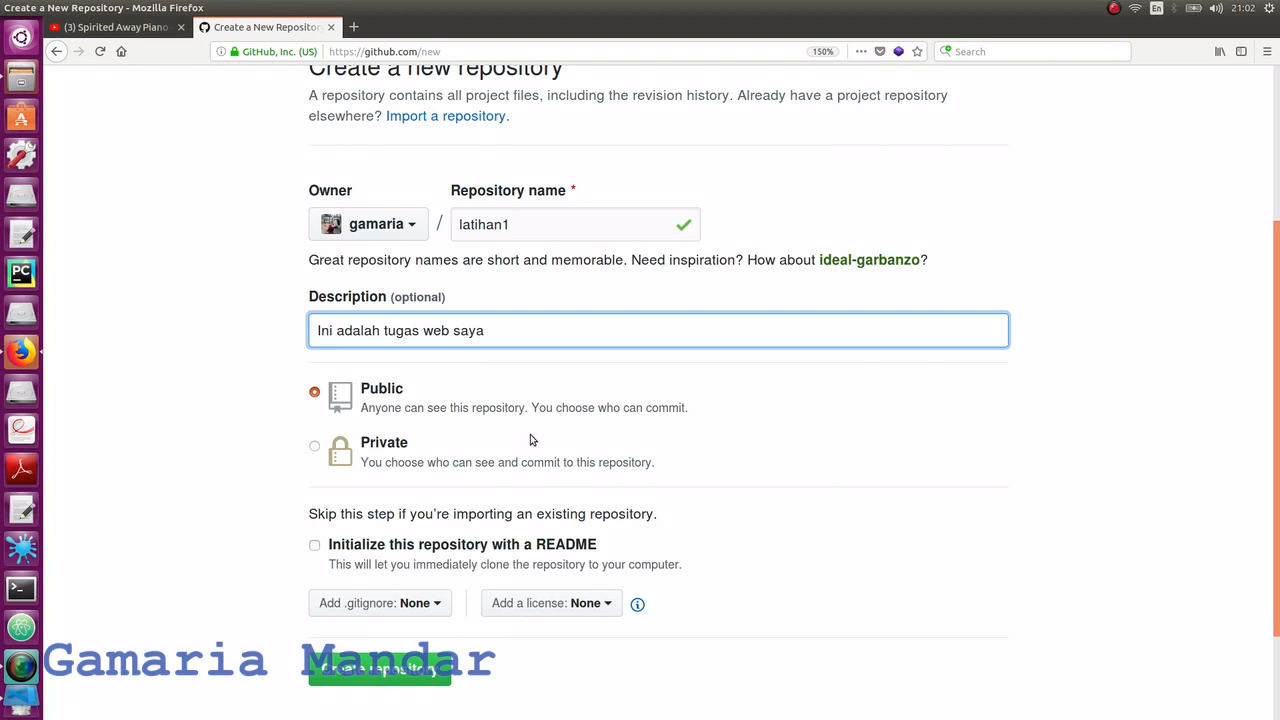 Create a New Repository - Mozilla Firefox
En
21:02
(3) Spirited Away Piano
Create a New Repository
GitHub, Inc. (US)
https://github.com/new
150%
Search
Create a new repository
A repository contains all project files, including the revision history. Already have a project repository
elsewhere? Import a repository.
Owner
Repository name *
gamaria
/
latihan1
Great repository names are short and memorable. Need inspiration? How about ideal-garbanzo?
Description (optional)
Ini adalah tugas web saya
Public
Anyone can see this repository. You choose who can commit.
Private
You choose who can see and commit to this repository.
Skip this step if you're importing an existing repository.
Initialize this repository with a README
This will let you immediately clone the repository to your computer.
Add .gitignore: None
Add a license: None
Create repository
Gamaria Mandar